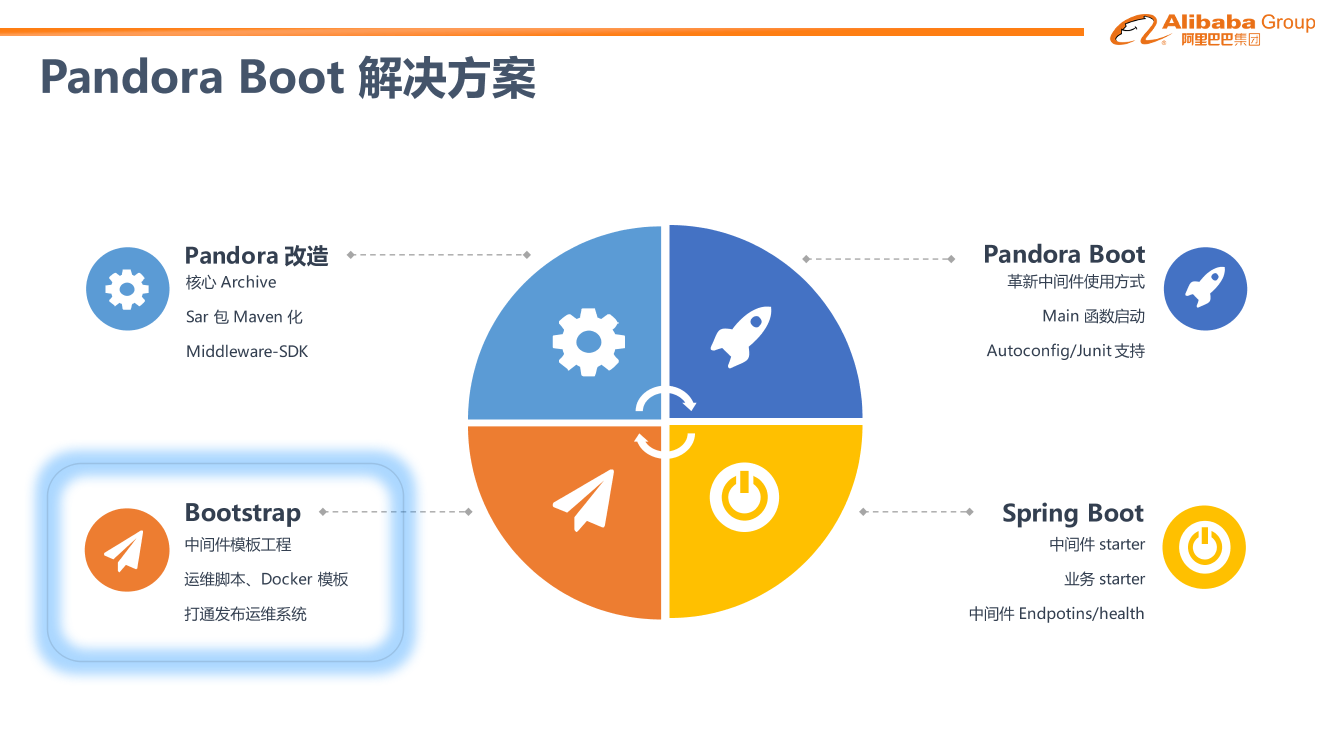 Alibaba Group
阿里巴巴集团
Pandora Boot 解决方案
Pandora 改造
核心 Archive
Sar 包 Maven 化
Middleware-SDK
Pandora Boot
革新中间件使用方式
Main 函数启动
Autoconfig/Junit 支持
Bootstrap
中间件模板工程
运维脚本、Docker 模板
打通发布运维系统
Spring Boot
中间件 starter
业务 starter
中间件 Endpotins/health